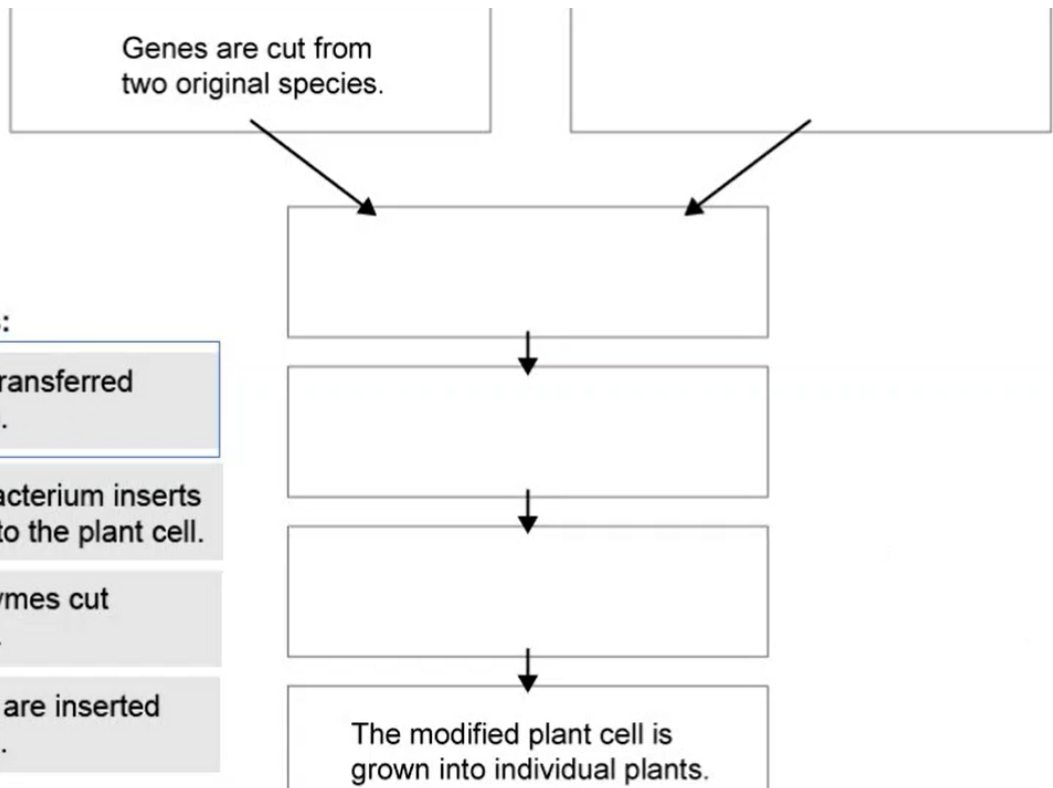 Genes are cut from
two original species.
:
ransferred
.
acterium inserts
to the plant cell.
ymes cut
.
are inserted
.
The modified plant cell is
grown into individual plants.